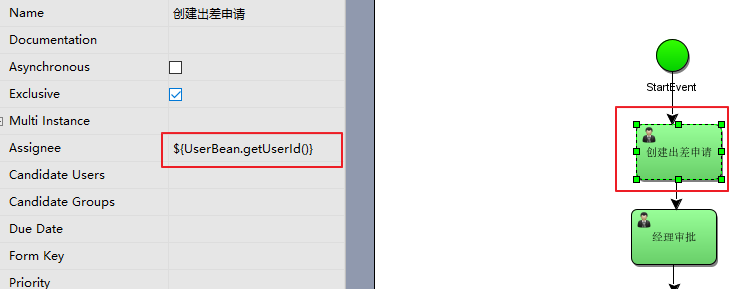 Name 创建出差申请
Documentation
Asynchronous
Exclusive
Multi Instance
Assignee ${UserBean.getUserId()}
Candidate Users
Candidate Groups
Due Date
Form Key
Priority
StartEvent
创建出差申请
经理审批